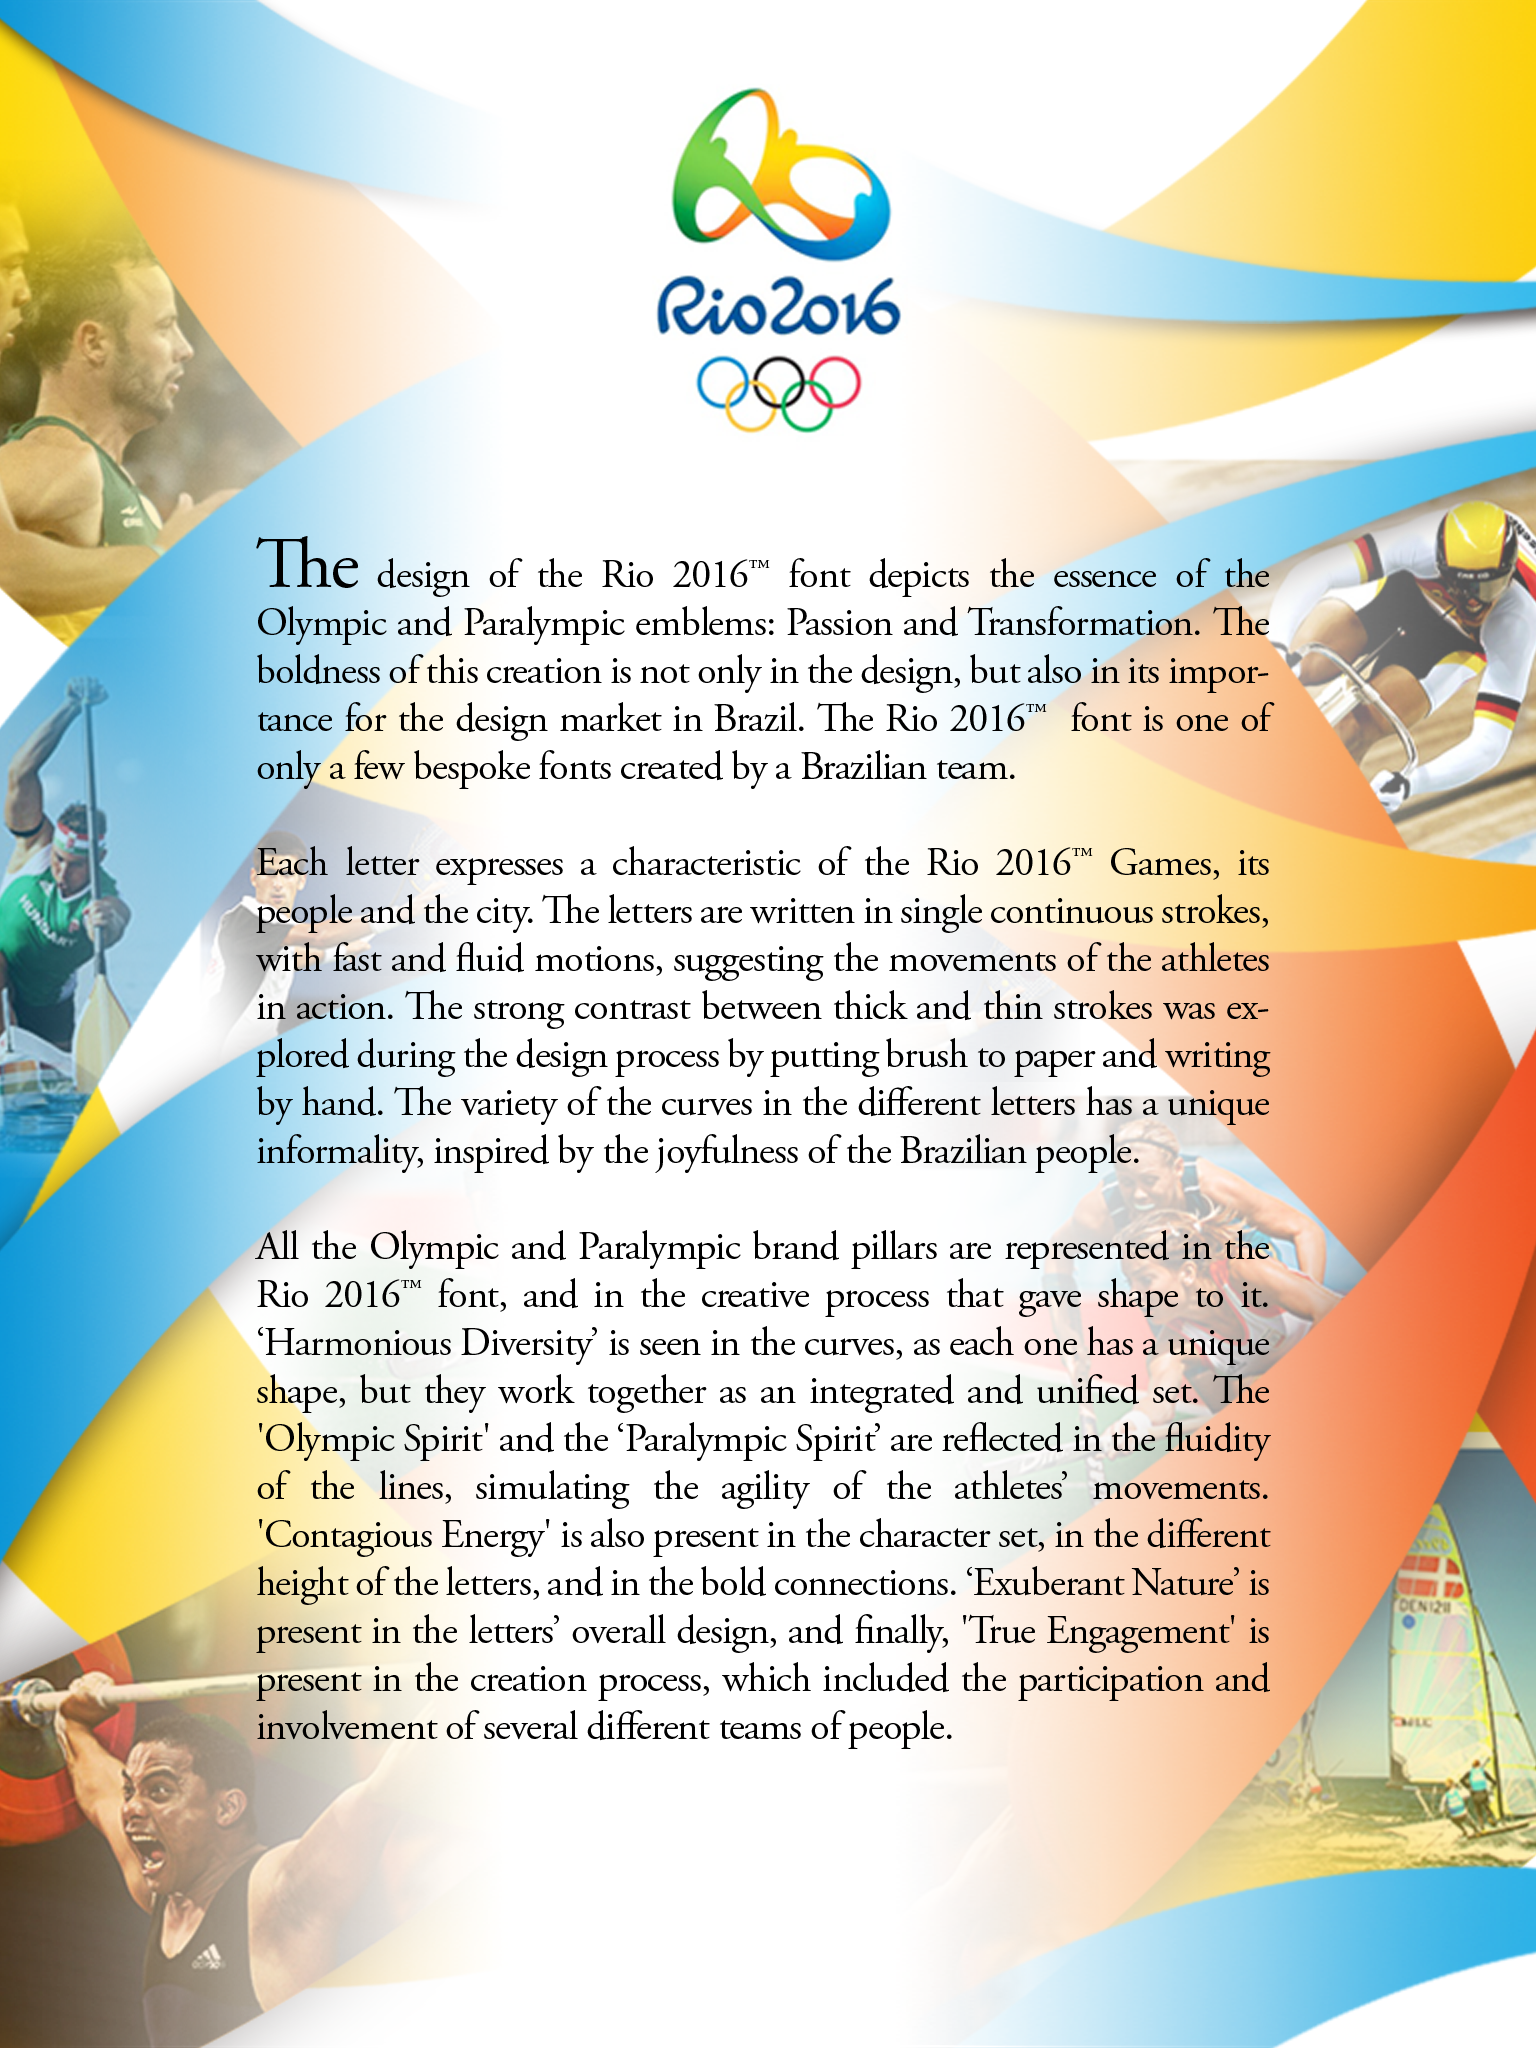 Rio2016
The design of the Rio 2016™ font depicts the essence of the
Olympic and Paralympic emblems: Passion and Transformation. The
boldness of this creation is not only in the design, but also in its impor-
tance for the design market in Brazil. The Rio 2016™ font is one of
only a few bespoke fonts created by a Brazilian team.
Each letter expresses a characteristic of the Rio 2016™ Games, its
people and the city. The letters are written in single continuous strokes,
with fast and fluid motions, suggesting the movements of the athletes
in action. The strong contrast between thick and thin strokes was ex-
plored during the design process by putting brush to paper and writing
by hand. The variety of the curves in the different letters has a unique
informality, inspired by the joyfulness of the Brazilian people.
All the Olympic and Paralympic brand pillars are represented in the
Rio 2016™ font, and in the creative process that gave shape to it.
‘Harmonious Diversity’ is seen in the curves, as each one has a unique
shape, but they work together as an integrated and unified set. The
'Olympic Spirit' and the ‘Paralympic Spirit’ are reflected in the fluidity
of the lines, simulating the agility of the athletes’ movements.
'Contagious Energy' is also present in the character set, in the different
height of the letters, and in the bold connections. ‘Exuberant Nature’ is
present in the letters’ overall design, and finally, 'True Engagement' is
present in the creation process, which included the participation and
involvement of several different teams of people.
HUNGARY
DEN 1211
adidas